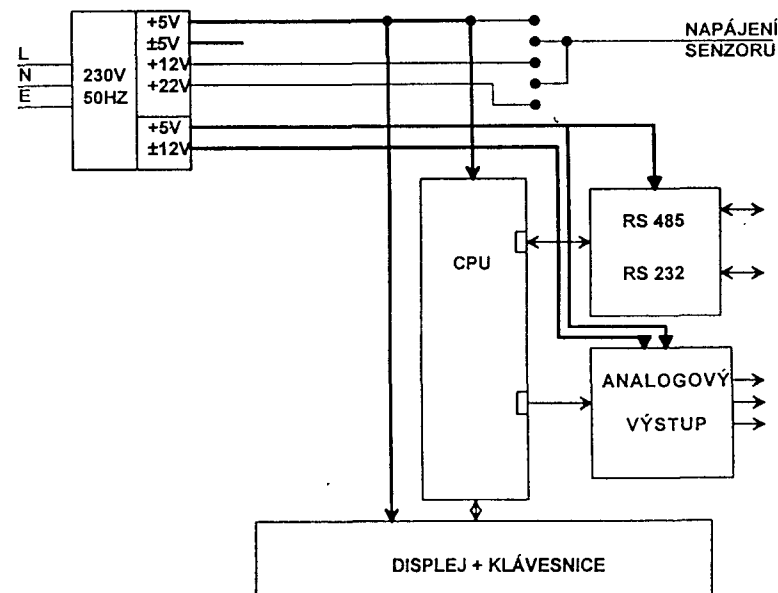 +5V
±5V
+12V
+22V
+5V
±12V
L
N
E
230V
50HZ
NAPÁJENÍ
SENZORU
CPU
RS 485
RS 232
ANALOGOVÝ
VÝSTUP
DISPLEJ + KLÁVESNICE